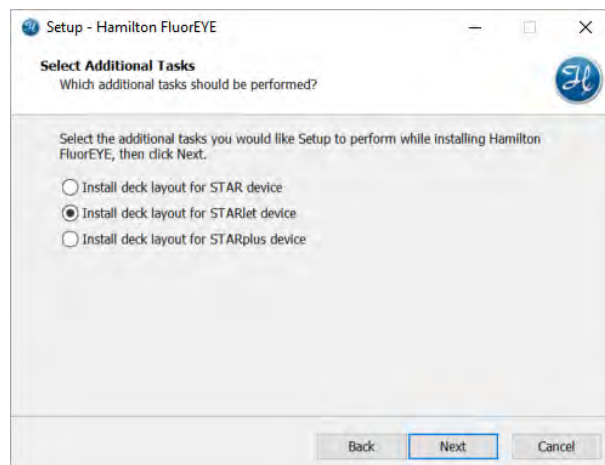 Setup - Hamilton FluorEYE
Select Additional Tasks
Which additional tasks should be performed?
Select the additional tasks you would like Setup to perform while installing Hamilton
FluorEYE, then click Next.
Install deck layout for STAR device
Install deck layout for STARlet device
Install deck layout for STARplus device
Back Next Cancel